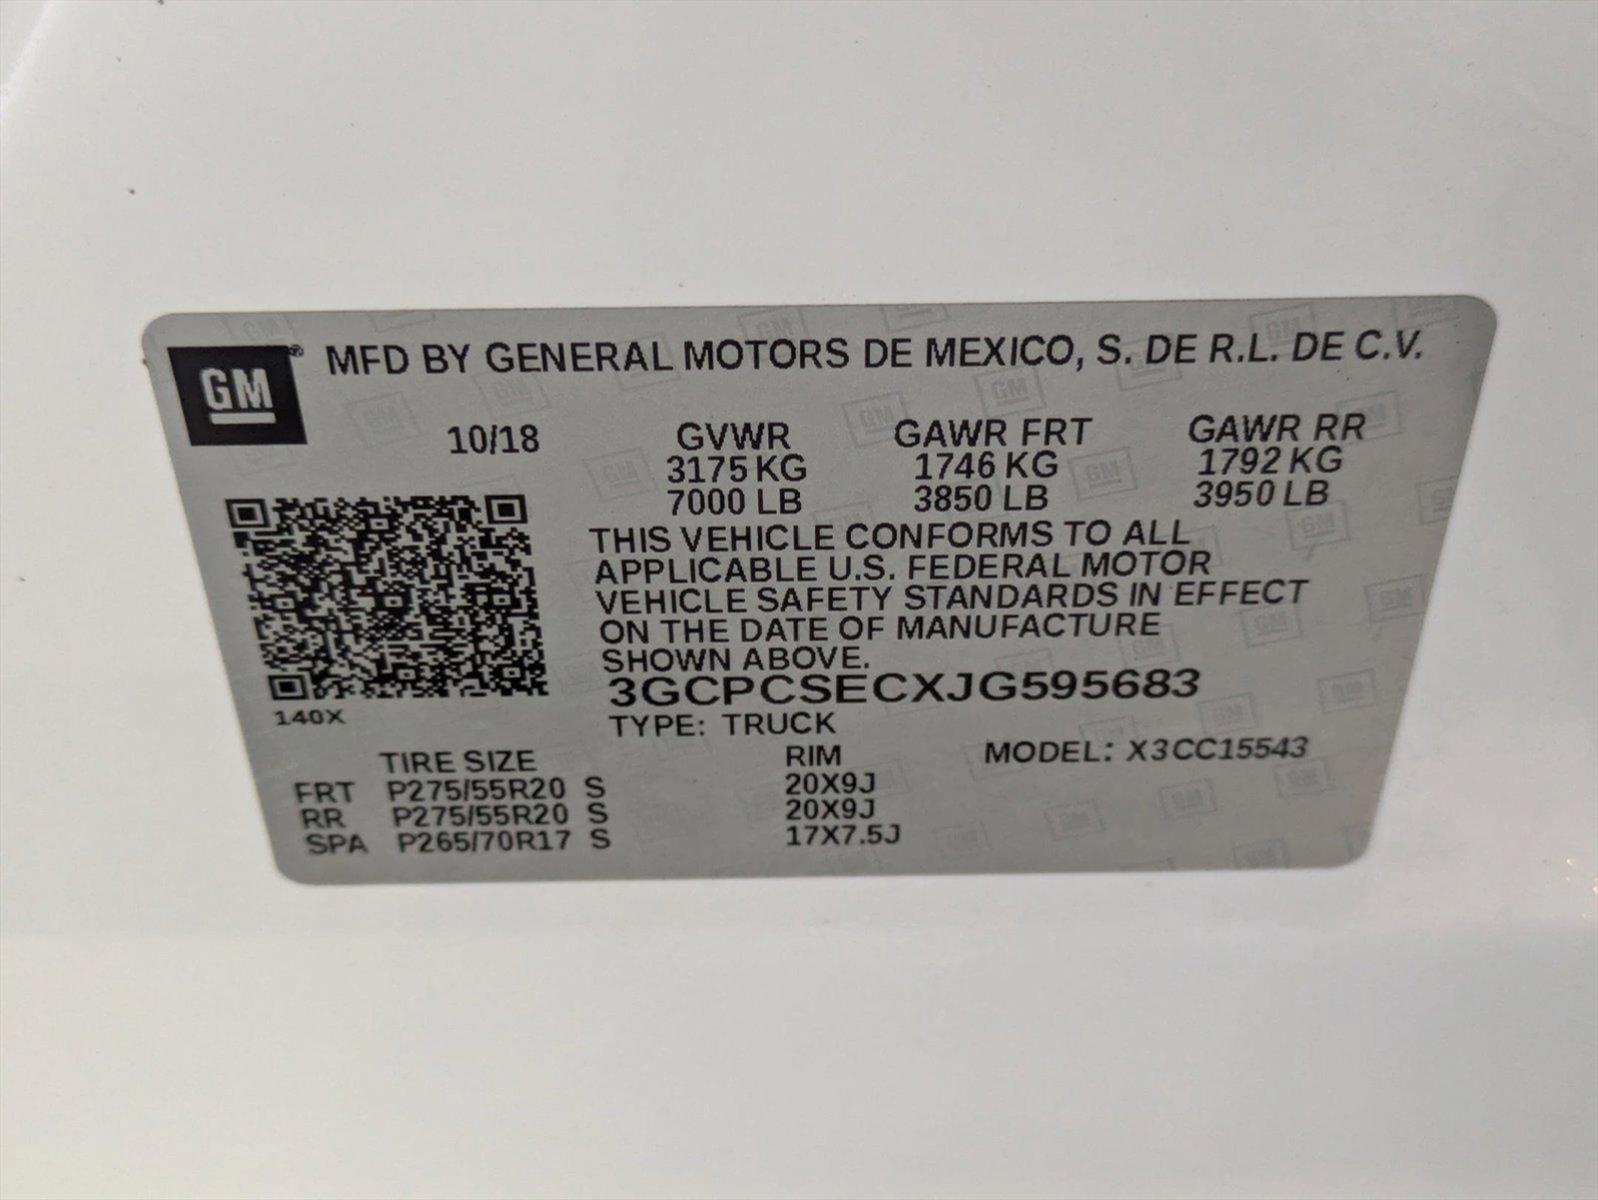 GM ® MFD BY GENERAL MOTORS DE MEXICO, S. DE R.L. DE C.V.
10/18 GVWR GAWR FRT GAWR RR
3175 KG 1746 KG 1792 KG
7000 LB 3850 LB 3950 LB
THIS VEHICLE CONFORMS TO ALL
APPLICABLE U.S. FEDERAL MOTOR
VEHICLE SAFETY STANDARDS IN EFFECT
ON THE DATE OF MANUFACTURE
SHOWN ABOVE.
3GCPCSECXJG595683
140X
TYPE: TRUCK
TIRE SIZE RIM MODEL: X3CC15543
FRT P275/55R20 S 20X9J
RR P275/55R20 S 20X9J
SPA P265/70R17 S 17X7.5J